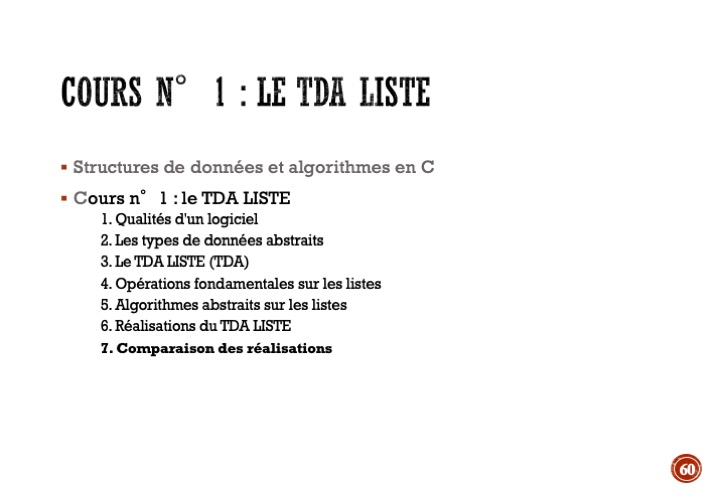 COURS N° 1 : LE TDA LISTE
▪ Structures de données et algorithmes en C
▪ Cours n° 1 : le TDA LISTE
1. Qualités d'un logiciel
2. Les types de données abstraits
3. Le TDA LISTE (TDA)
4. Opérations fondamentales sur les listes
5. Algorithmes abstraits sur les listes
6. Réalisations du TDA LISTE
7. Comparaison des réalisations
60